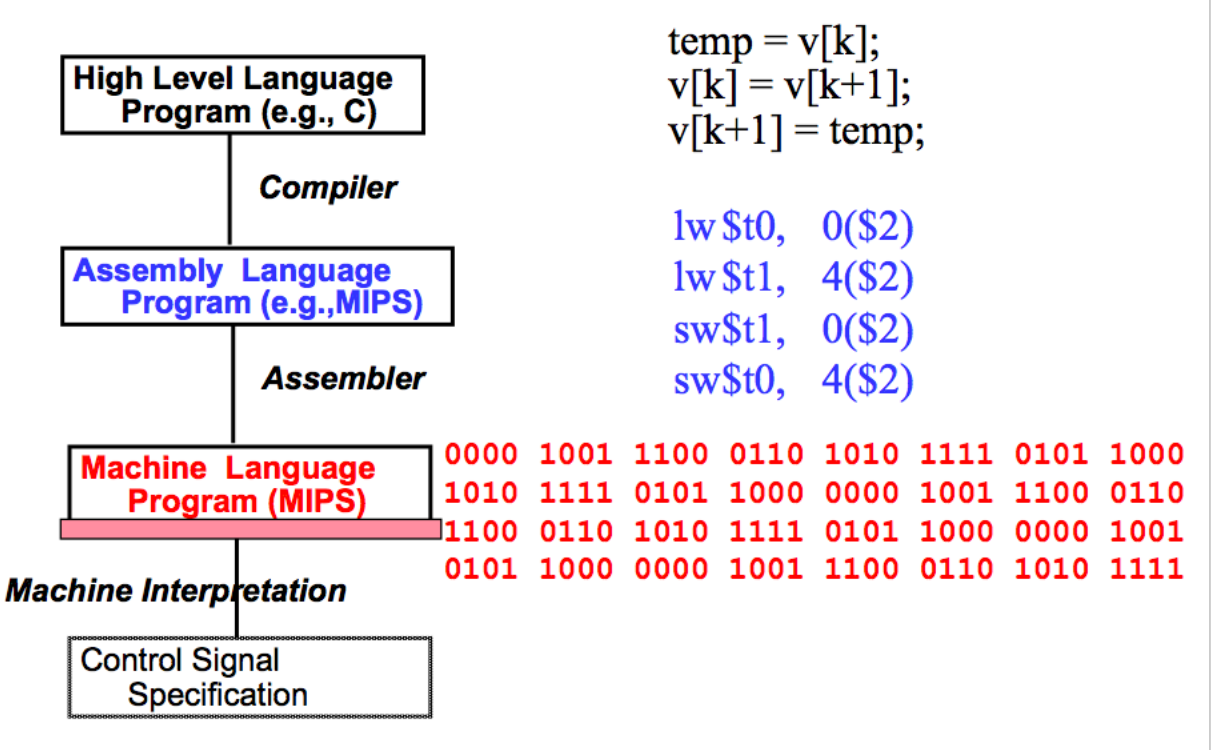 High Level Language
Program (e.g., C)
temp = v[k];
v[k] = v[k+1];
v[k+1] = temp;
Compiler
Assembly Language
Program (e.g.,MIPS)
lw $t0, 0($2)
lw $t1, 4($2)
sw$t1, 0($2)
sw$t0, 4($2)
Assembler
Machine Language
Program (MIPS)
0000 1001 1100 0110 1010 1111 0101 1000
1010 1111 0101 1000 0000 1001 1100 0110
1100 0110 1010 1111 0101 1000 0000 1001
0101 1000 0000 1001 1100 0110 1010 1111
Machine Interpretation
Control Signal
Specification